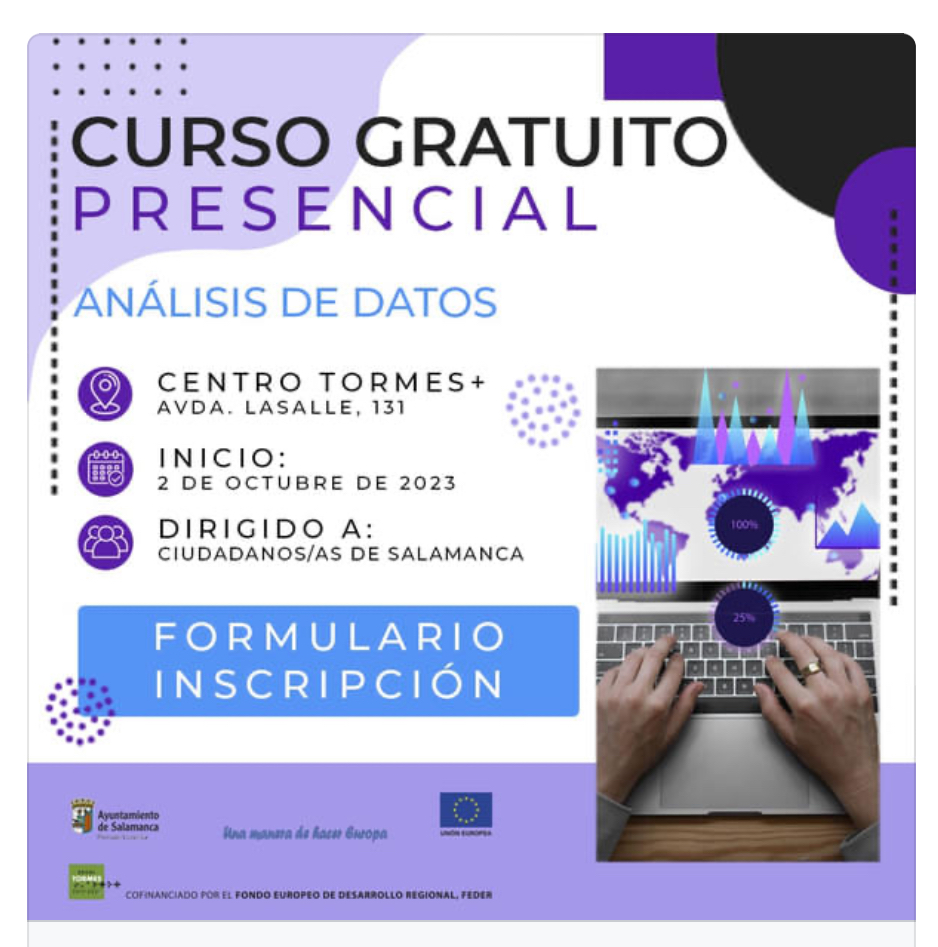 CURSO GRATUITO
PRESENCIAL
ANÁLISIS DE DATOS
CENTRO TORMES+
AVDA. LASALLE, 131
INICIO:
2 DE OCTUBRE DE 2023
DIRIGIDO A:
CIUDADANOS/AS DE SALAMANCA
100%
25%
FORMULARIO
INSCRIPCIÓN
Ayuntamiento
de Salamanca
Una manera de hacer Europa
UNIÓN EUROPEA
TORMES
COFINANCIADO POR EL FONDO EUROPEO DE DESARROLLO REGIONAL, FEDER